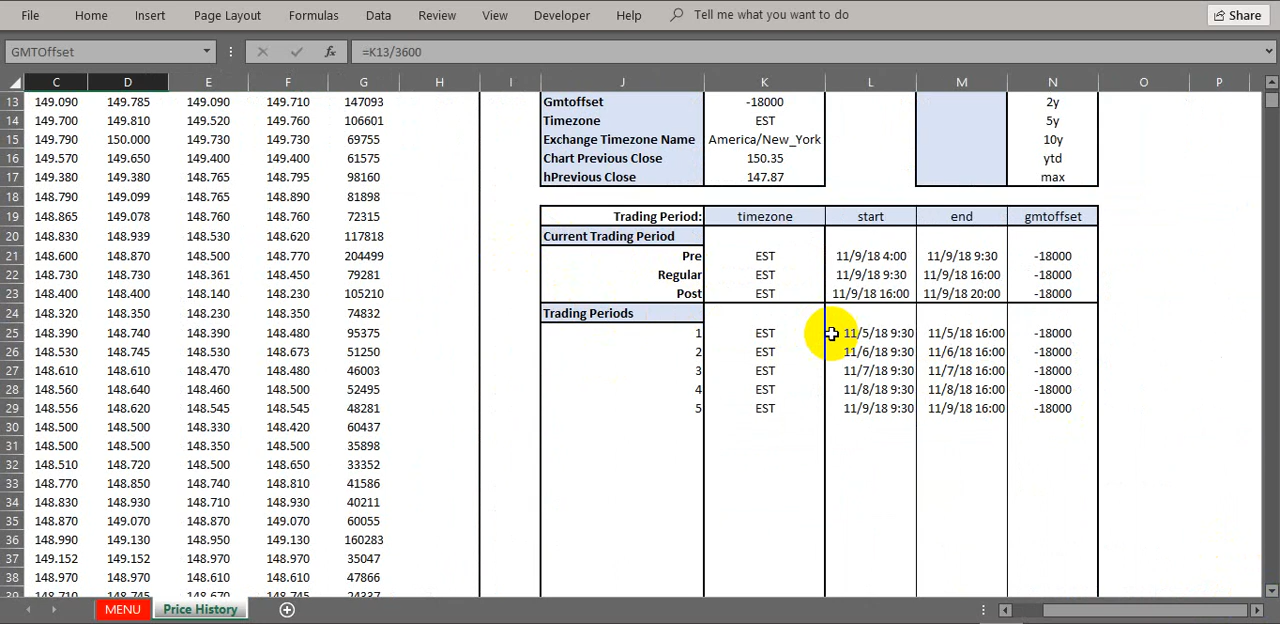 File Home Insert Page Layout Formulas Data Review View Developer Help Tell me what you want to do Share
GMTOffset fx =K13/3600
C D E F G H I J K L M N O P
13 149.090 149.785 149.090 149.710 147093 Gmtoffset -18000 2y
14 149.700 149.810 149.520 149.760 106601 Timezone EST 5y
15 149.790 150.000 149.730 149.730 69755 Exchange Timezone Name America/New_York 10y
16 149.570 149.650 149.400 149.400 61575 Chart Previous Close 150.35 ytd
17 149.380 149.380 148.765 148.795 98160 hPrevious Close 147.87 max
18 148.790 149.099 148.765 148.890 81898
19 148.865 149.078 148.760 148.760 72315 Trading Period: timezone start end gmtoffset
20 148.830 148.939 148.530 148.620 117818 Current Trading Period
21 148.600 148.870 148.500 148.770 204499 Pre EST 11/9/18 4:00 11/9/18 9:30 -18000
22 148.730 148.730 148.361 148.450 79281 Regular EST 11/9/18 9:30 11/9/18 16:00 -18000
23 148.400 148.400 148.140 148.230 105210 Post EST 11/9/18 16:00 11/9/18 20:00 -18000
24 148.320 148.350 148.230 148.350 74832 Trading Periods
25 148.390 148.740 148.390 148.480 95375 1 EST 11/5/18 9:30 11/5/18 16:00 -18000
26 148.530 148.745 148.530 148.673 51250 2 EST 11/6/18 9:30 11/6/18 16:00 -18000
27 148.610 148.610 148.470 148.480 46003 3 EST 11/7/18 9:30 11/7/18 16:00 -18000
28 148.560 148.640 148.460 148.500 52495 4 EST 11/8/18 9:30 11/8/18 16:00 -18000
29 148.556 148.620 148.545 148.545 48281 5 EST 11/9/18 9:30 11/9/18 16:00 -18000
30 148.500 148.500 148.330 148.420 60437
31 148.500 148.500 148.350 148.500 35898
32 148.510 148.720 148.500 148.650 33352
33 148.770 148.850 148.740 148.810 41586
34 148.830 148.930 148.710 148.930 40211
35 148.870 149.070 148.870 149.070 60055
36 148.990 149.130 148.950 149.130 160283
37 149.152 149.152 148.970 148.970 35047
38 148.970 148.970 148.610 148.610 47866
MENU Price History